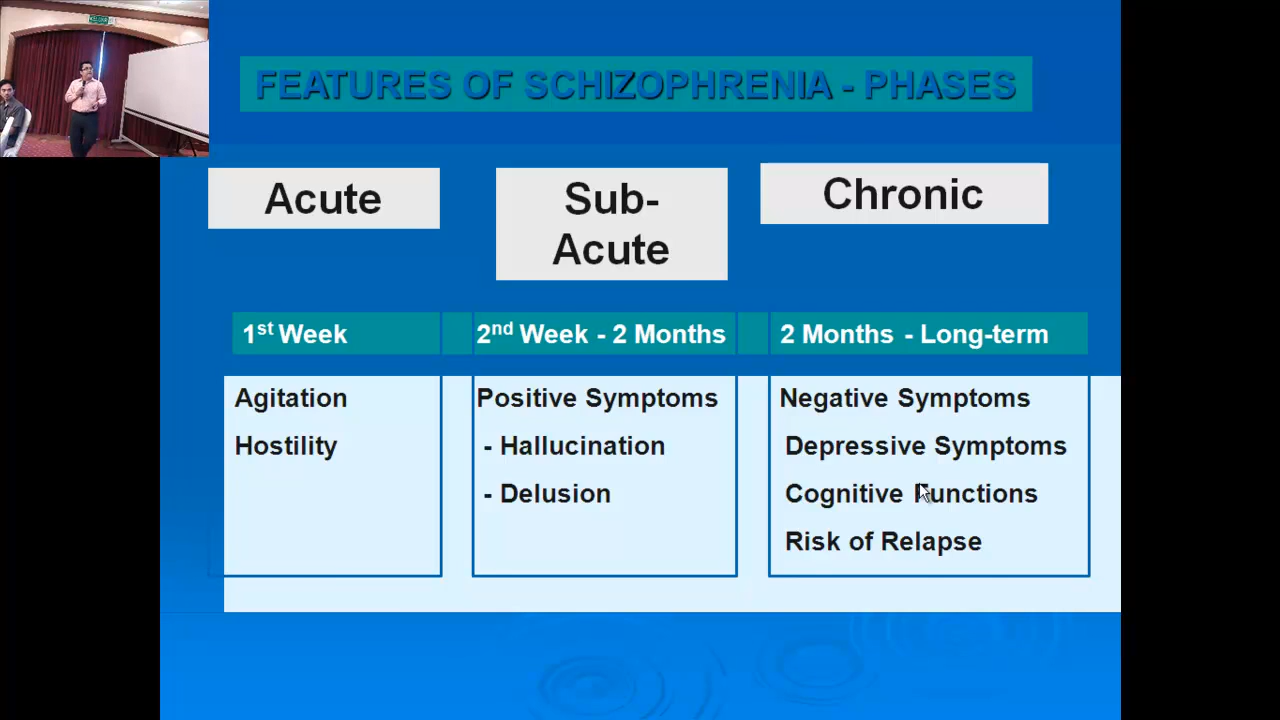 FEATURES OF SCHIZOPHRENIA - PHASES
Acute
Sub-
Acute
Chronic
1st Week
2nd Week - 2 Months
2 Months - Long-term
Agitation
Hostility
Positive Symptoms
- Hallucination
- Delusion
Negative Symptoms
Depressive Symptoms
Cognitive Functions
Risk of Relapse